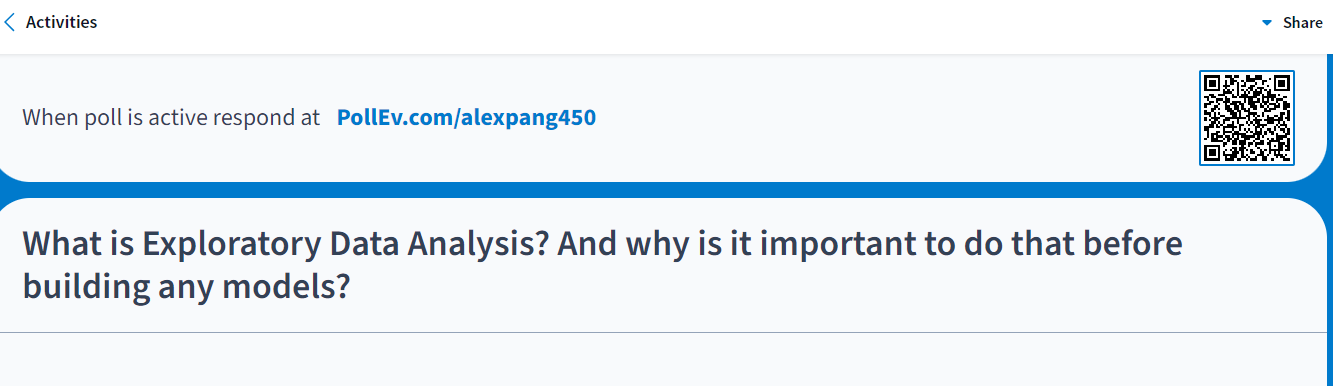 Activities
Share
When poll is active respond at PollEv.com/alexpang450
What is Exploratory Data Analysis? And why is it important to do that before
building any models?